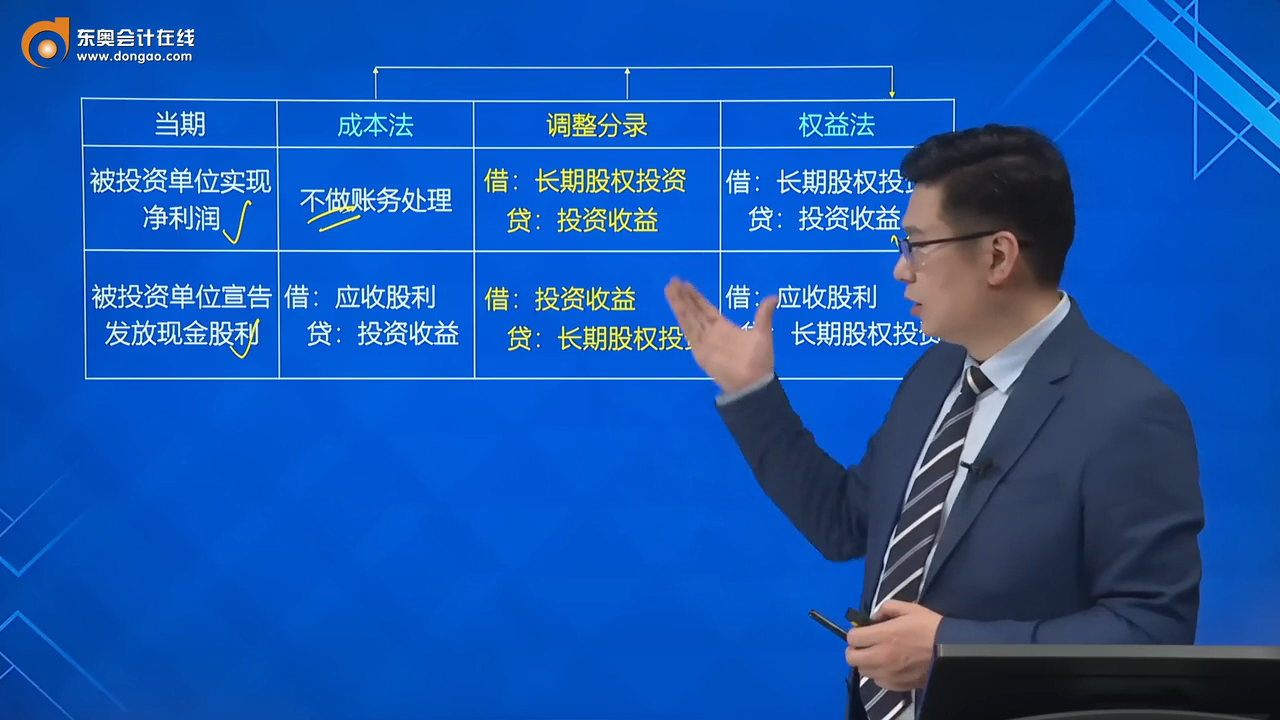 东奥会计在线
www.dongao.com
当期
成本法
调整分录
权益法
被投资单位实现
净利润
不做账务处理
借：长期股权投资
贷：投资收益
借：长期股权投
贷：投资收益
被投资单位宣告
发放现金股利
借：应收股利
贷：投资收益
借：投资收益
贷：长期股权投
借：应收股利
贷：长期股权投